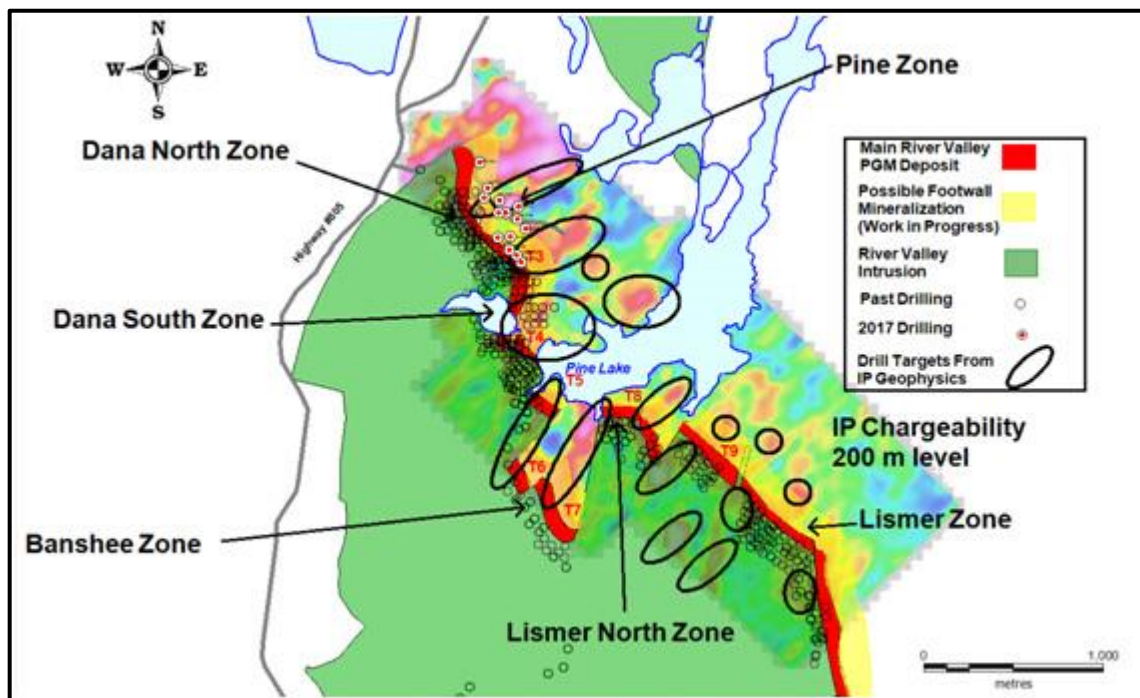 N
W E
S
Pine Zone
Dana North Zone
Highway #805
Main River Valley
PGM Deposit
Possible Footwall
Mineralization
(Work in Progress)
River Valley
Intrusion
Past Drilling
2017 Drilling
Drill Targets From
IP Geophysics
T3
Dana South Zone
T4
Pine Lake
T5
T8
IP Chargeability
200 m level
T9
T6
T7
Lismer Zone
Banshee Zone
Lismer North Zone
0 1,000
metres